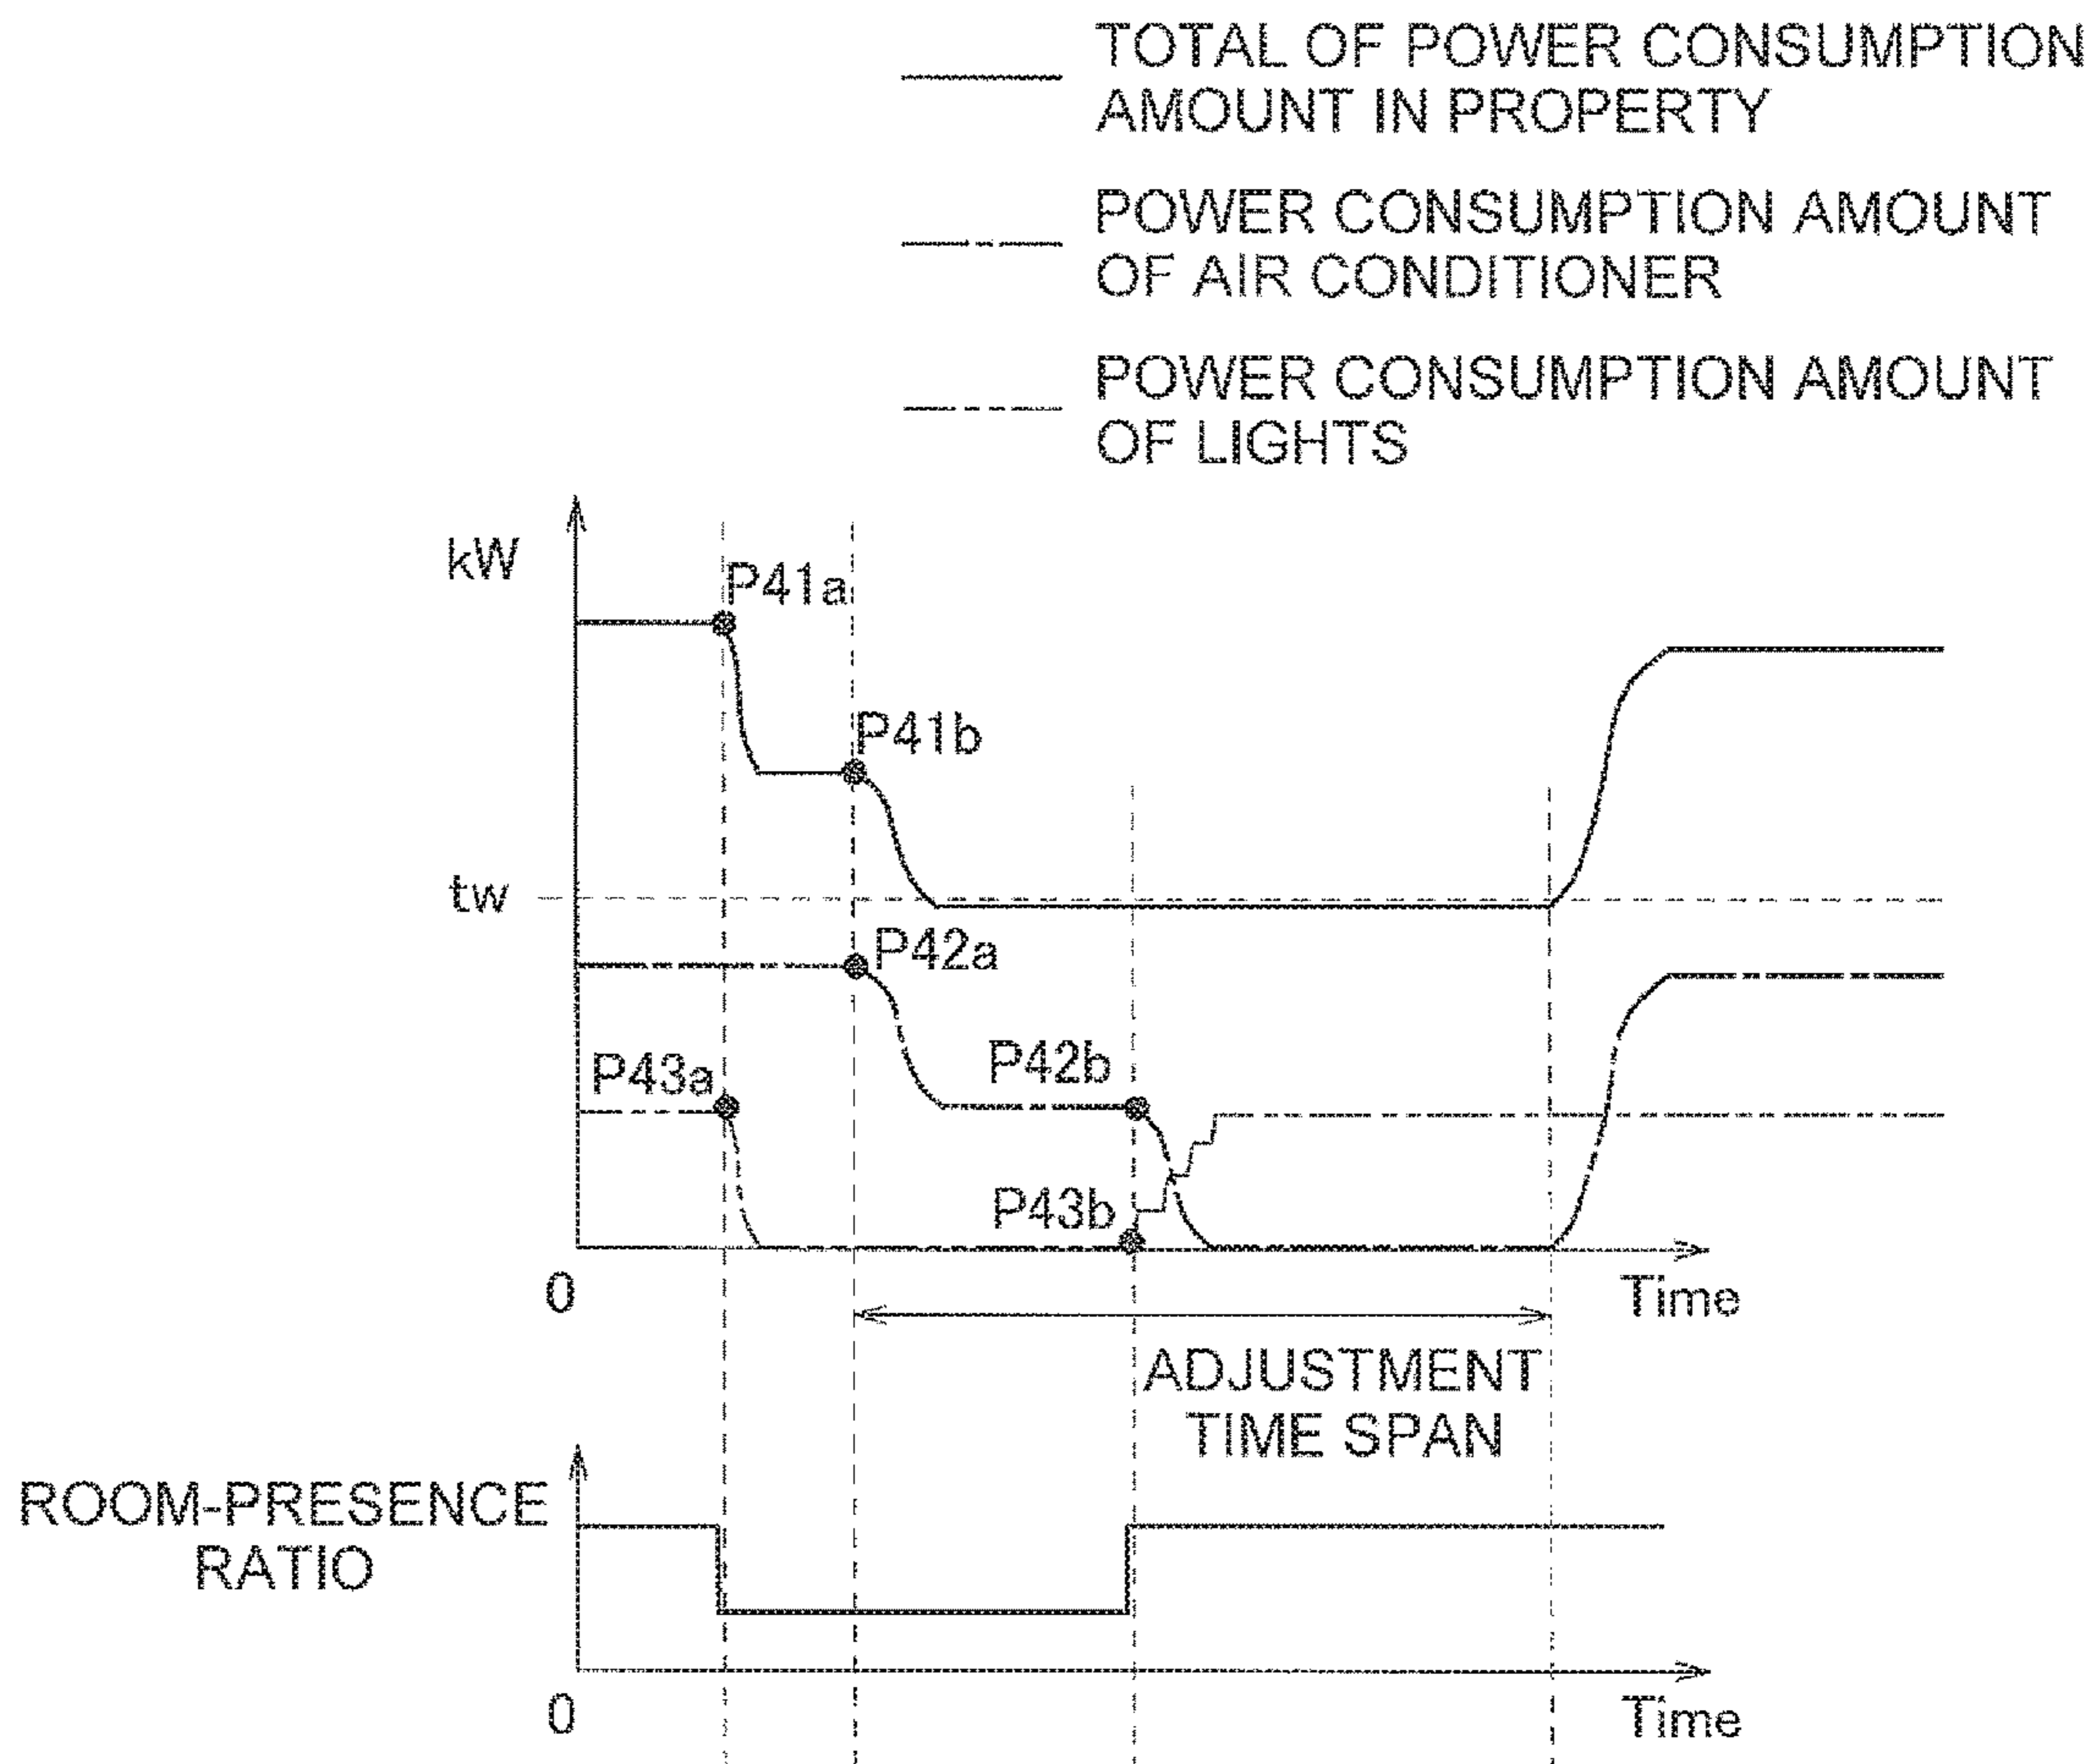 TOTAL OF POWER CONSUMPTION
AMOUNT IN PROPERTY
POWER CONSUMPTION AMOUNT
OF AIR CONDITIONER
POWER CONSUMPTION AMOUNT
OF LIGHTS
kW
P41a
P41b
tw
P42a
P43a
P42b
P43b
0
Time
ADJUSTMENT
TIME SPAN
ROOM-PRESENCE
RATIO
0
Time